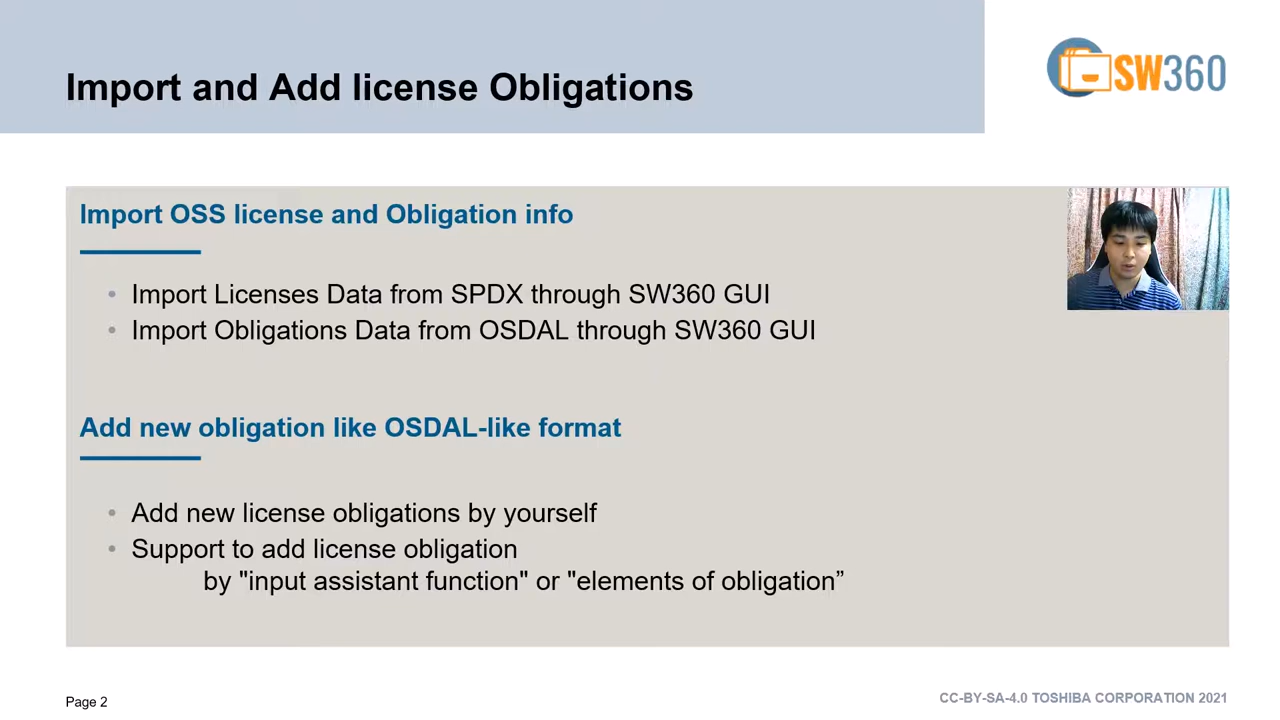 Import and Add license Obligations
SW360
Import OSS license and Obligation info
• Import Licenses Data from SPDX through SW360 GUI
• Import Obligations Data from OSDAL through SW360 GUI
Add new obligation like OSDAL-like format
• Add new license obligations by yourself
• Support to add license obligation
by "input assistant function" or "elements of obligation”
Page 2
CC-BY-SA-4.0 TOSHIBA CORPORATION 2021